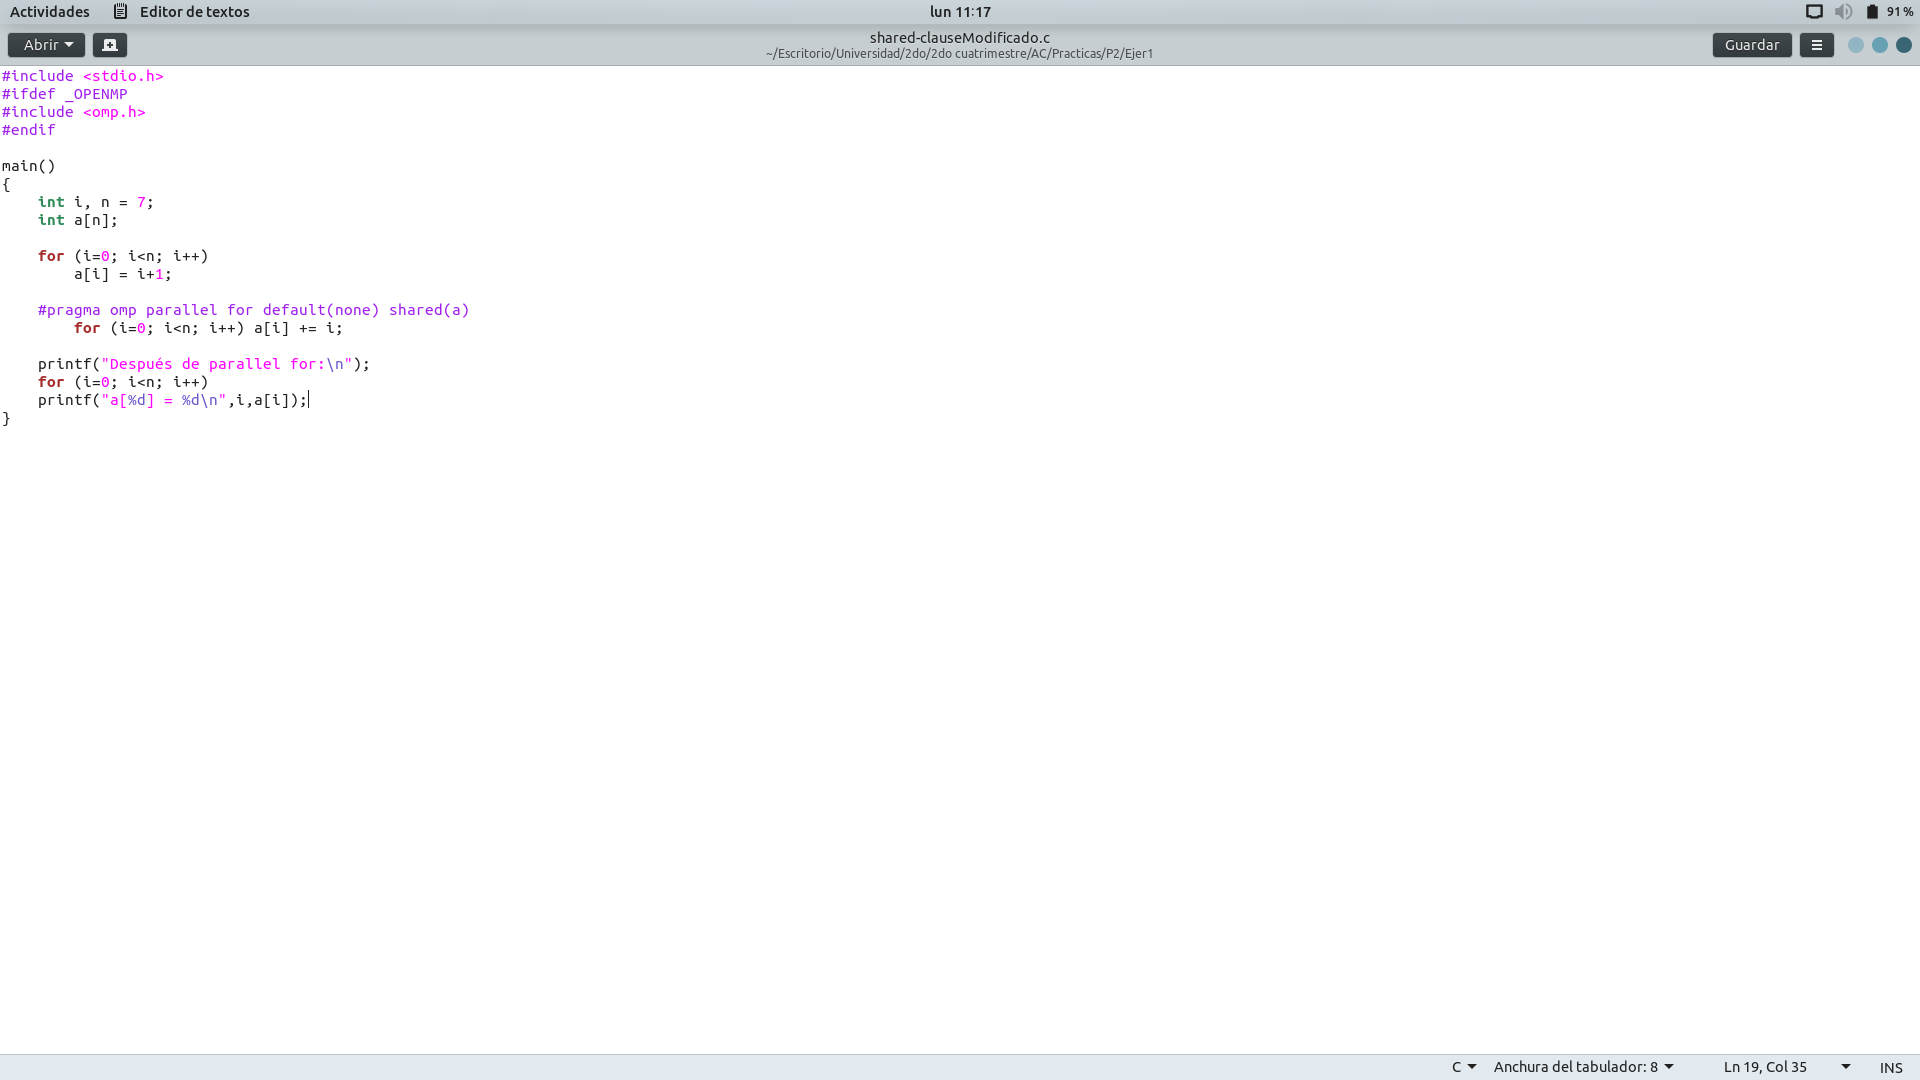 Actividades Editor de textos lun 11:17 91%
Abrir shared-clauseModificado.c Guardar
~/Escritorio/Universidad/2do/2do cuatrimestre/AC/Practicas/P2/Ejer1
#include <stdio.h>
#ifdef _OPENMP
#include <omp.h>
#endif
main()
{
    int i, n = 7;
    int a[n];
    for (i=0; i<n; i++)
        a[i] = i+1;
    #pragma omp parallel for default(none) shared(a)
        for (i=0; i<n; i++) a[i] += i;
    printf("Después de parallel for:\n");
    for (i=0; i<n; i++)
    printf("a[%d] = %d\n",i,a[i]);
}
C Anchura del tabulador: 8 Ln 19, Col 35 INS